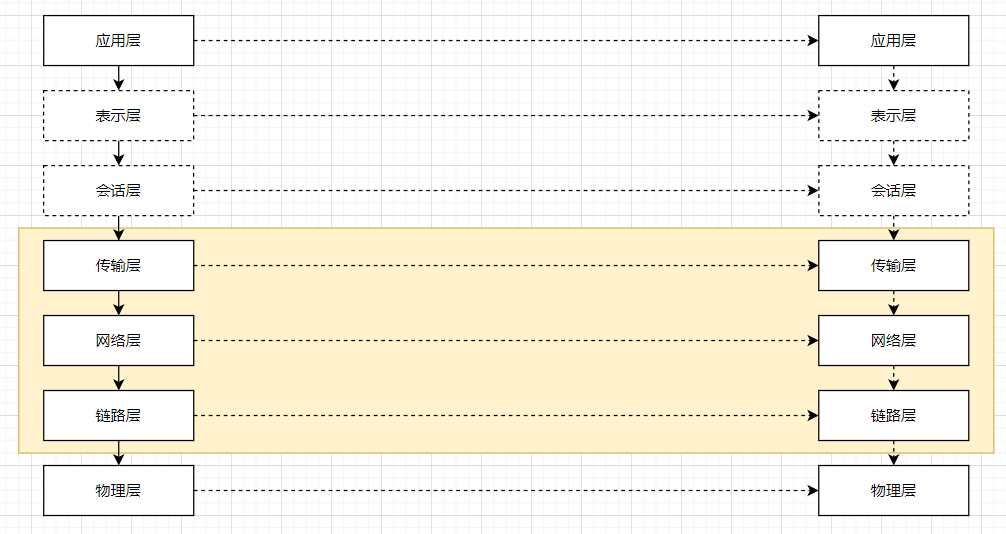 应用层 应用层
表示层 表示层
会话层 会话层
传输层 传输层
网络层 网络层
链路层 链路层
物理层 物理层